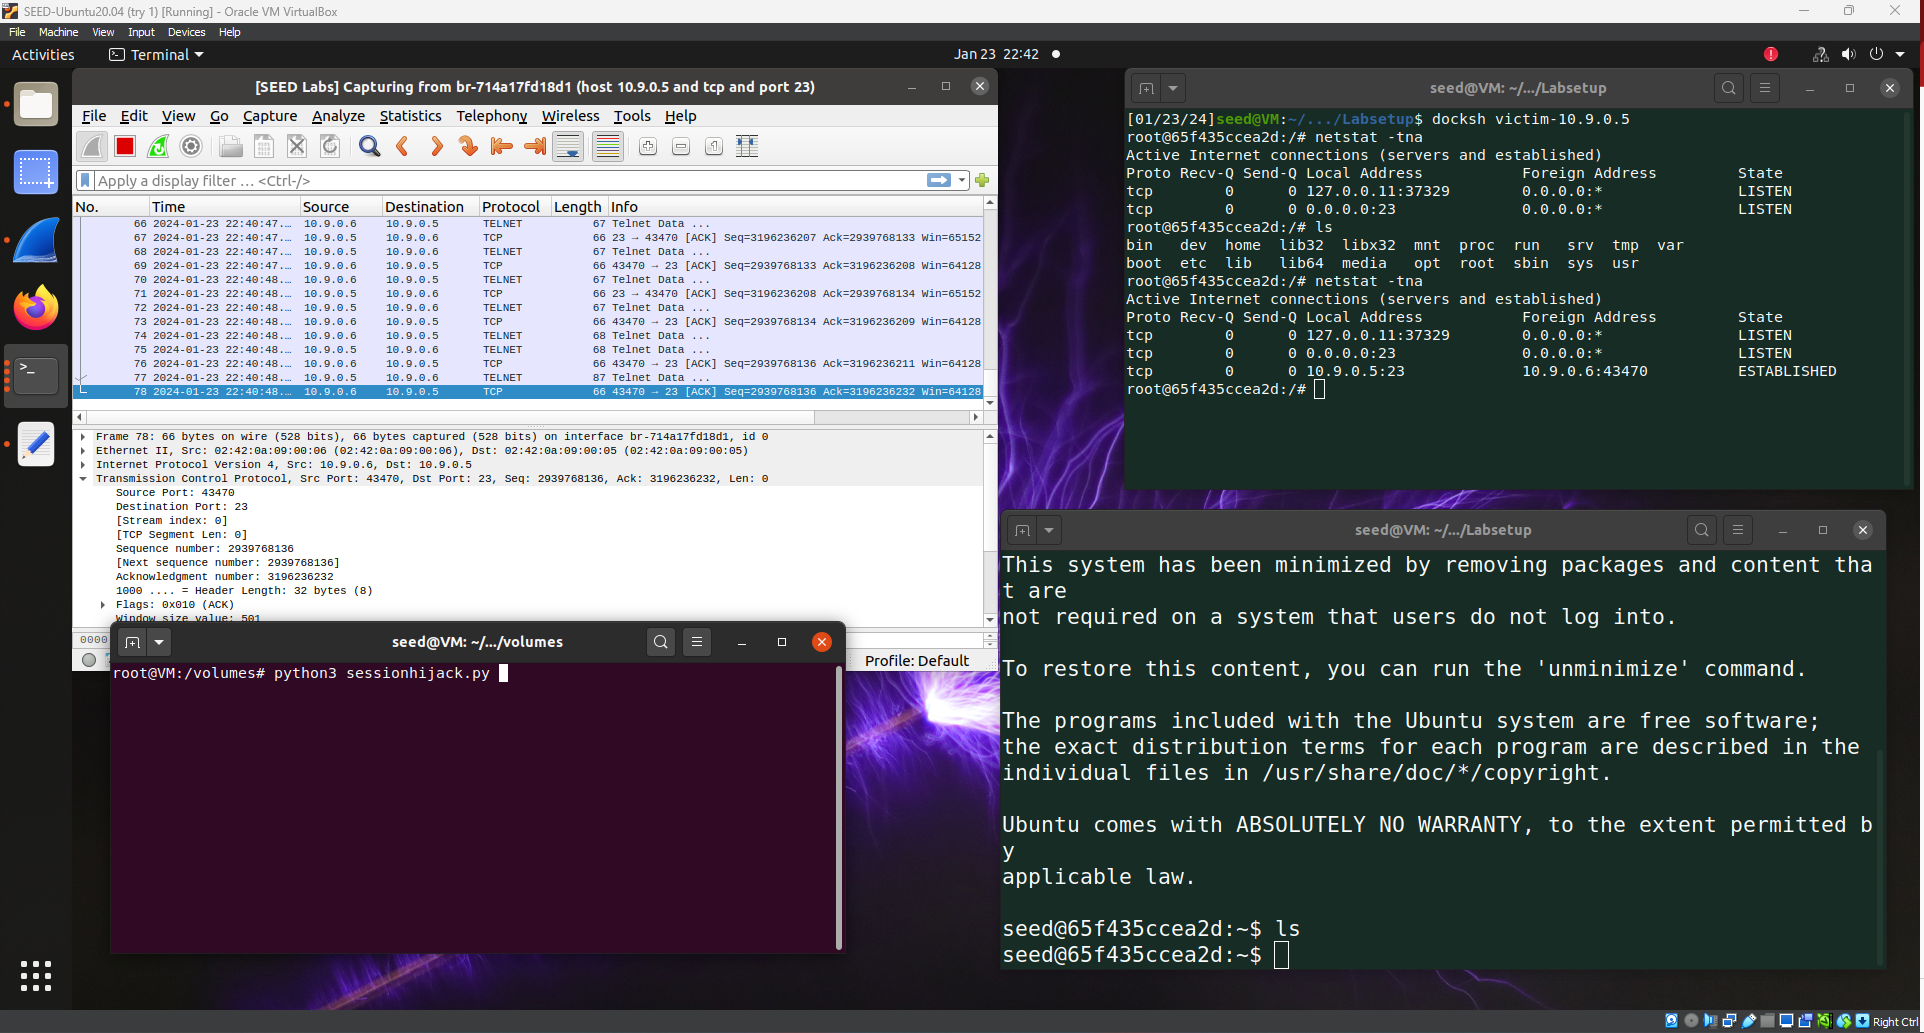 SEED-Ubuntu20.04 (try 1) [Running] - Oracle VM VirtualBox
File Machine View Input Devices Help
Activities Terminal Jan 23 22:42
[SEED Labs] Capturing from br-714a17fd18d1 (host 10.9.0.5 and tcp and port 23)
File Edit View Go Capture Analyze Statistics Telephony Wireless Tools Help
Apply a display filter ... <Ctrl-/>
No. Time Source Destination Protocol Length Info
66 2024-01-23 22:40:47... 10.9.0.6 10.9.0.5 TELNET 67 Telnet Data ...
67 2024-01-23 22:40:47... 10.9.0.5 10.9.0.6 TCP 66 23 → 43470 [ACK] Seq=3196236207 Ack=2939768133 Win=65152
68 2024-01-23 22:40:47... 10.9.0.5 10.9.0.6 TELNET 67 Telnet Data ...
69 2024-01-23 22:40:47... 10.9.0.6 10.9.0.5 TCP 66 43470 → 23 [ACK] Seq=2939768133 Ack=3196236208 Win=64128
70 2024-01-23 22:40:48... 10.9.0.6 10.9.0.5 TELNET 67 Telnet Data ...
71 2024-01-23 22:40:48... 10.9.0.5 10.9.0.6 TCP 66 23 → 43470 [ACK] Seq=3196236208 Ack=2939768134 Win=65152
72 2024-01-23 22:40:48... 10.9.0.5 10.9.0.6 TELNET 67 Telnet Data ...
73 2024-01-23 22:40:48... 10.9.0.6 10.9.0.5 TCP 66 43470 → 23 [ACK] Seq=2939768134 Ack=3196236209 Win=64128
74 2024-01-23 22:40:48... 10.9.0.6 10.9.0.5 TELNET 68 Telnet Data ...
75 2024-01-23 22:40:48... 10.9.0.5 10.9.0.6 TELNET 68 Telnet Data ...
76 2024-01-23 22:40:48... 10.9.0.6 10.9.0.5 TCP 66 43470 → 23 [ACK] Seq=2939768136 Ack=3196236211 Win=64128
77 2024-01-23 22:40:48... 10.9.0.5 10.9.0.6 TELNET 87 Telnet Data ...
78 2024-01-23 22:40:48... 10.9.0.6 10.9.0.5 TCP 66 43470 → 23 [ACK] Seq=2939768136 Ack=3196236232 Win=64128
Frame 78: 66 bytes on wire (528 bits), 66 bytes captured (528 bits) on interface br-714a17fd18d1, id 0
Ethernet II, Src: 02:42:0a:09:00:06 (02:42:0a:09:00:06), Dst: 02:42:0a:09:00:05 (02:42:0a:09:00:05)
Internet Protocol Version 4, Src: 10.9.0.6, Dst: 10.9.0.5
Transmission Control Protocol, Src Port: 43470, Dst Port: 23, Seq: 2939768136, Ack: 3196236232, Len: 0
Source Port: 43470
Destination Port: 23
[Stream index: 0]
[TCP Segment Len: 0]
Sequence number: 2939768136
[Next sequence number: 2939768136]
Acknowledgment number: 3196236232
1000 .... = Header Length: 32 bytes (8)
Flags: 0x010 (ACK)
Window size value: 501
0000
Profile: Default
seed@VM: ~/.../volumes
root@VM:/volumes# python3 sessionhijack.py
seed@VM: ~/.../Labsetup
[01/23/24]seed@VM:~/.../Labsetup$ docksh victim-10.9.0.5
root@65f435ccea2d:/# netstat -tna
Active Internet connections (servers and established)
Proto Recv-Q Send-Q Local Address Foreign Address State
tcp 0 0 127.0.0.11:37329 0.0.0.0:* LISTEN
tcp 0 0 0.0.0.0:23 0.0.0.0:* LISTEN
root@65f435ccea2d:/# ls
bin dev home lib32 libx32 mnt proc run srv tmp var
boot etc lib lib64 media opt root sbin sys usr
root@65f435ccea2d:/# netstat -tna
Active Internet connections (servers and established)
Proto Recv-Q Send-Q Local Address Foreign Address State
tcp 0 0 127.0.0.11:37329 0.0.0.0:* LISTEN
tcp 0 0 0.0.0.0:23 0.0.0.0:* LISTEN
tcp 0 0 10.9.0.5:23 10.9.0.6:43470 ESTABLISHED
root@65f435ccea2d:/#
seed@VM: ~/.../Labsetup
This system has been minimized by removing packages and content tha
t are
not required on a system that users do not log into.
To restore this content, you can run the 'unminimize' command.
The programs included with the Ubuntu system are free software;
the exact distribution terms for each program are described in the
individual files in /usr/share/doc/*/copyright.
Ubuntu comes with ABSOLUTELY NO WARRANTY, to the extent permitted b
y
applicable law.
seed@65f435ccea2d:~$ ls
seed@65f435ccea2d:~$
Right Ctrl